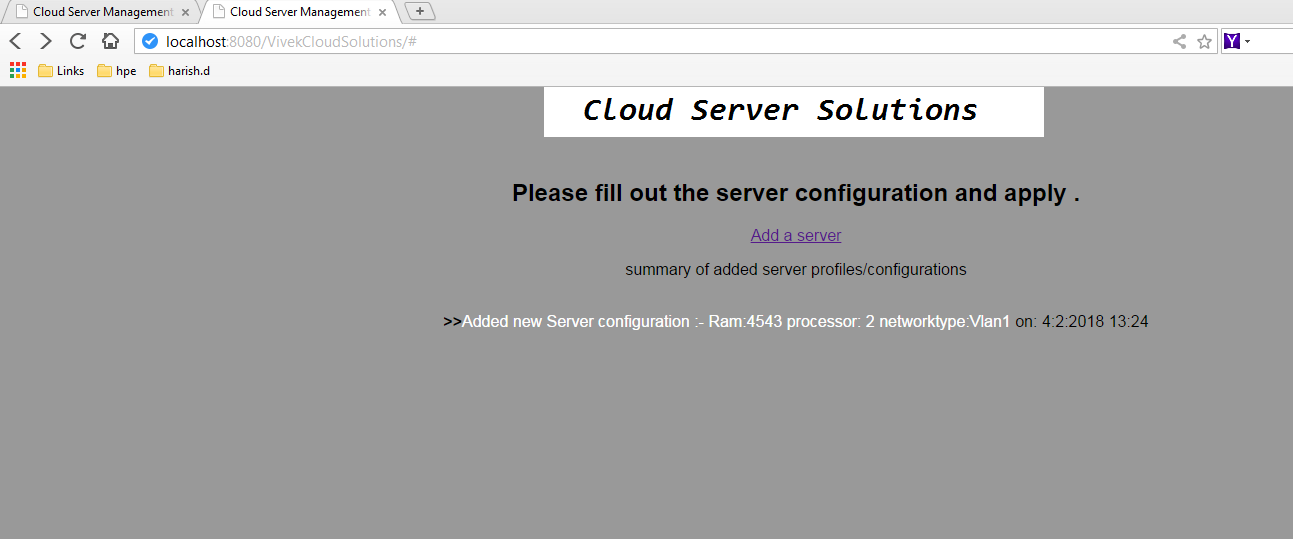 Cloud Server Management
Cloud Server Management
localhost:8080/VivekCloudSolutions/#
Y
Links
hpe
harish.d
Cloud Server Solutions
Please fill out the server configuration and apply .
Add a server
summary of added server profiles/configurations
>>Added new Server configuration :- Ram:4543 processor: 2 networktype:Vlan1 on: 4:2:2018 13:24